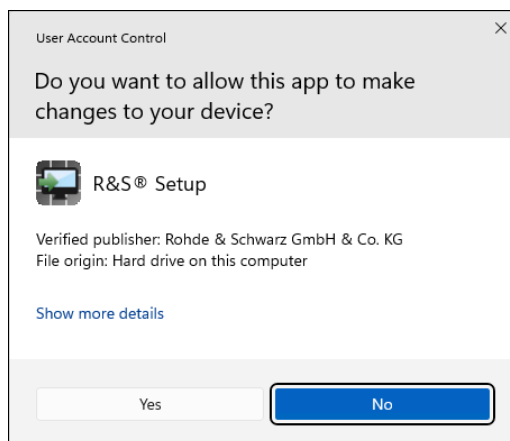 User Account Control
Do you want to allow this app to make
changes to your device?
R&S® Setup
Verified publisher: Rohde & Schwarz GmbH & Co. KG
File origin: Hard drive on this computer
Show more details
Yes No